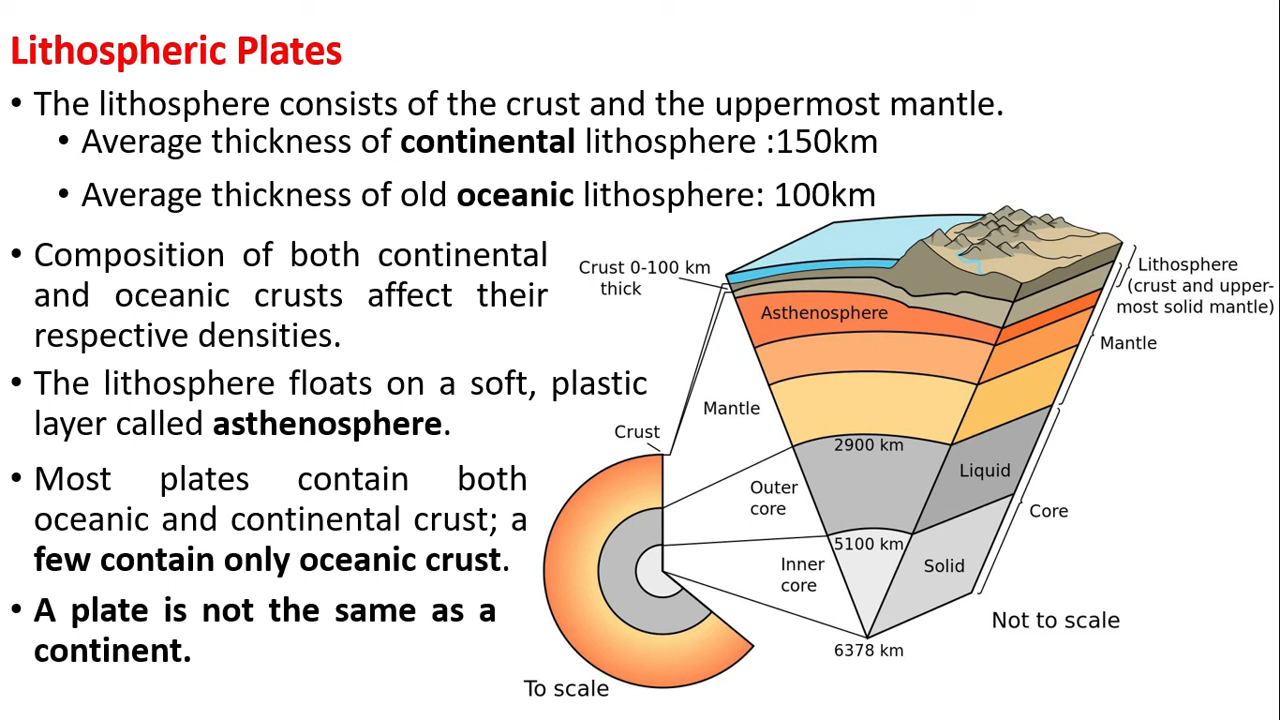 Lithospheric Plates
• The lithosphere consists of the crust and the uppermost mantle.
• Average thickness of continental lithosphere :150km
• Average thickness of old oceanic lithosphere: 100km
• Composition of both continental
and oceanic crusts affect their
respective densities.
• The lithosphere floats on a soft, plastic
layer called asthenosphere.
• Most plates contain both
oceanic and continental crust; a
few contain only oceanic crust.
• A plate is not the same as a
continent.
Crust 0-100 km
thick
Asthenosphere
Lithosphere
(crust and upper-
most solid mantle)
Mantle
Mantle
Crust
2900 km
Liquid
Outer
core
Core
5100 km
Inner
core
Solid
Not to scale
6378 km
To scale